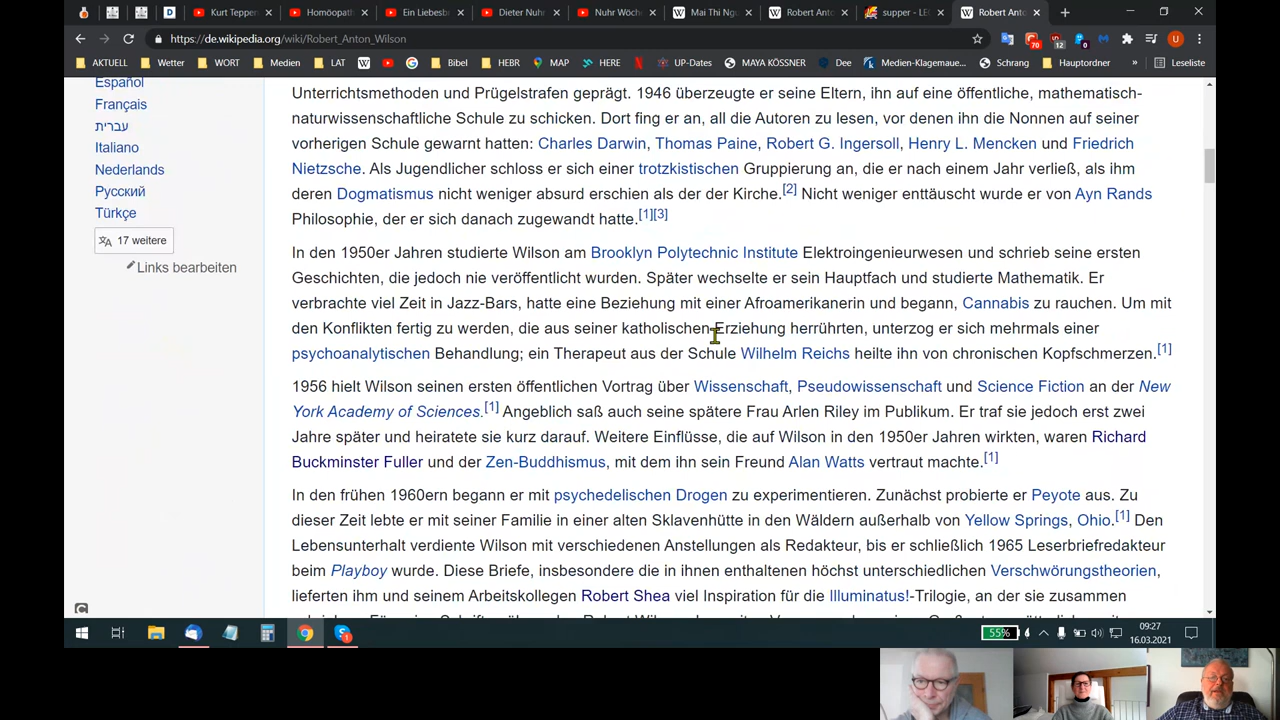 Kurt Teppen
Homöopath
Ein Liebesb
Dieter Nuhr
Nuhr Wöch
Mai Thi Ngu
Robert Anto
supper - LE
Robert Anto
https://de.wikipedia.org/wiki/Robert_Anton_Wilson
70
12
0
U
AKTUELL
Wetter
WORT
Medien
LAT
Bibel
HEBR
MAP
HERE
UP-Dates
MAYA KÖSSNER
Dee
Medien-Klagemaue...
Schrang
Hauptordner
»
Leseliste
Español
Français
עברית
Italiano
Nederlands
Русский
Türkçe
17 weitere
Links bearbeiten
Unterrichtsmethoden und Prügelstrafen geprägt. 1946 überzeugte er seine Eltern, ihn auf eine öffentliche, mathematisch-
naturwissenschaftliche Schule zu schicken. Dort fing er an, all die Autoren zu lesen, vor denen ihn die Nonnen auf seiner
vorherigen Schule gewarnt hatten: Charles Darwin, Thomas Paine, Robert G. Ingersoll, Henry L. Mencken und Friedrich
Nietzsche. Als Jugendlicher schloss er sich einer trotzkistischen Gruppierung an, die er nach einem Jahr verließ, als ihm
deren Dogmatismus nicht weniger absurd erschien als der der Kirche.[2] Nicht weniger enttäuscht wurde er von Ayn Rands
Philosophie, der er sich danach zugewandt hatte.[1][3]
In den 1950er Jahren studierte Wilson am Brooklyn Polytechnic Institute Elektroingenieurwesen und schrieb seine ersten
Geschichten, die jedoch nie veröffentlicht wurden. Später wechselte er sein Hauptfach und studierte Mathematik. Er
verbrachte viel Zeit in Jazz-Bars, hatte eine Beziehung mit einer Afroamerikanerin und begann, Cannabis zu rauchen. Um mit
den Konflikten fertig zu werden, die aus seiner katholischen Erziehung herrührten, unterzog er sich mehrmals einer
psychoanalytischen Behandlung; ein Therapeut aus der Schule Wilhelm Reichs heilte ihn von chronischen Kopfschmerzen.[1]
1956 hielt Wilson seinen ersten öffentlichen Vortrag über Wissenschaft, Pseudowissenschaft und Science Fiction an der New
York Academy of Sciences.[1] Angeblich saß auch seine spätere Frau Arlen Riley im Publikum. Er traf sie jedoch erst zwei
Jahre später und heiratete sie kurz darauf. Weitere Einflüsse, die auf Wilson in den 1950er Jahren wirkten, waren Richard
Buckminster Fuller und der Zen-Buddhismus, mit dem ihn sein Freund Alan Watts vertraut machte.[1]
In den frühen 1960ern begann er mit psychedelischen Drogen zu experimentieren. Zunächst probierte er Peyote aus. Zu
dieser Zeit lebte er mit seiner Familie in einer alten Sklavenhütte in den Wäldern außerhalb von Yellow Springs, Ohio.[1] Den
Lebensunterhalt verdiente Wilson mit verschiedenen Anstellungen als Redakteur, bis er schließlich 1965 Leserbriefredakteur
beim Playboy wurde. Diese Briefe, insbesondere die in ihnen enthaltenen höchst unterschiedlichen Verschwörungstheorien,
lieferten ihm und seinem Arbeitskollegen Robert Shea viel Inspiration für die Illuminatus!-Trilogie, an der sie zusammen
55%
09:27
16.03.2021